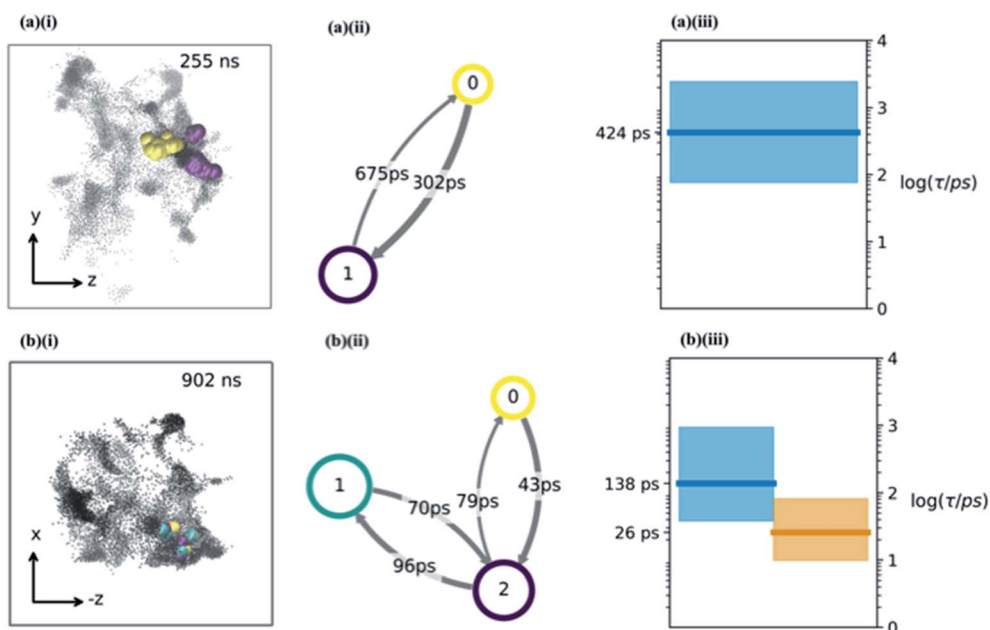 (a)(i)
(a)(ii)
(a)(iii)
255 ns
y
z
0
675ps
302ps
1
424 ps
4
3
2
1
0
log(τ/ps)
(b)(i)
(b)(ii)
(b)(iii)
902 ns
x
-z
0
1
70ps
79ps
43ps
96ps
2
138 ps
26 ps
4
3
2
1
0
log(τ/ps)